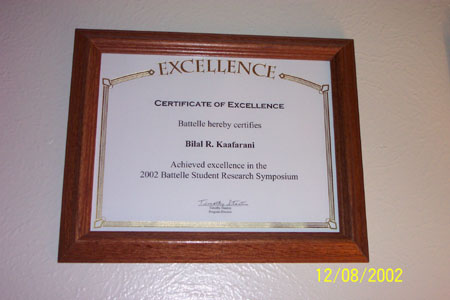 EXCELLENCE
CERTIFICATE OF EXCELLENCE
Battelle hereby certifies
Bilal R. Kaafarani
Achieved excellence in the
2002 Battelle Student Research Symposium
12/08/2002